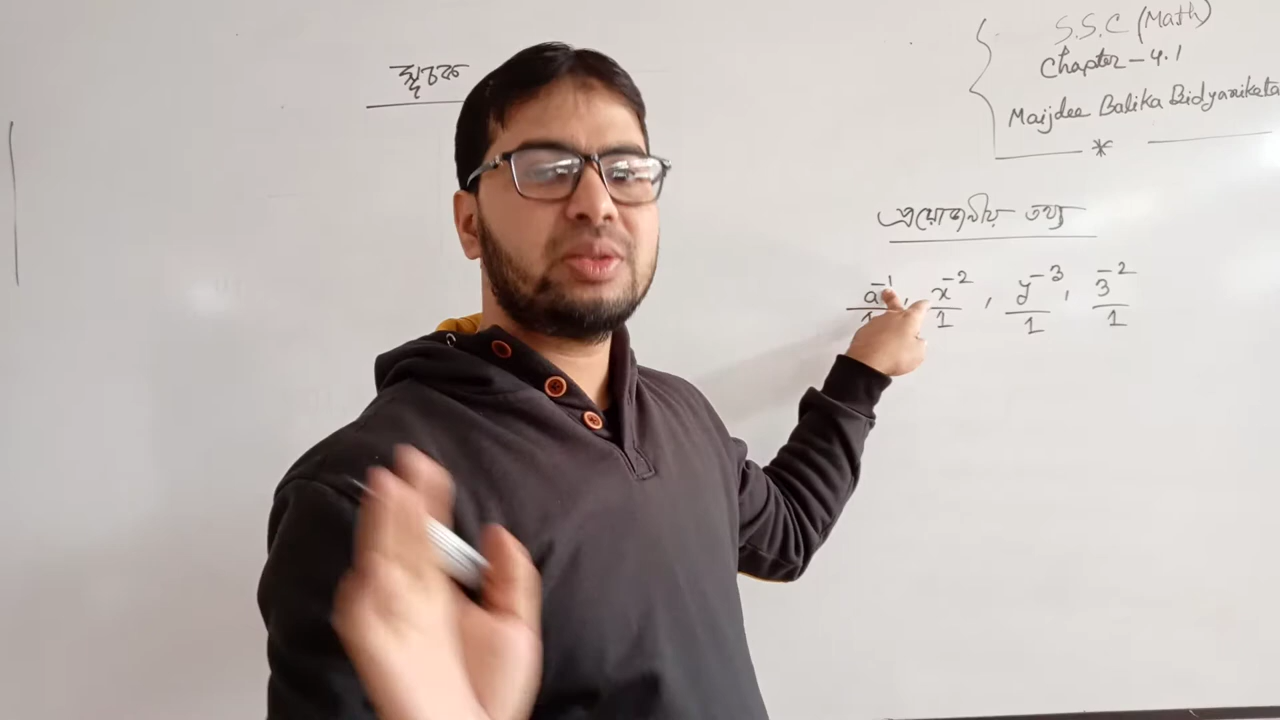 সূচক
S.S.C (Math)
Chapter - 4.1
Maijdee Balika Bidyaniketa
*
প্রয়োজনীয় তথ্য
a⁻¹/1, x⁻²/1, y⁻³/1, 3⁻²/1